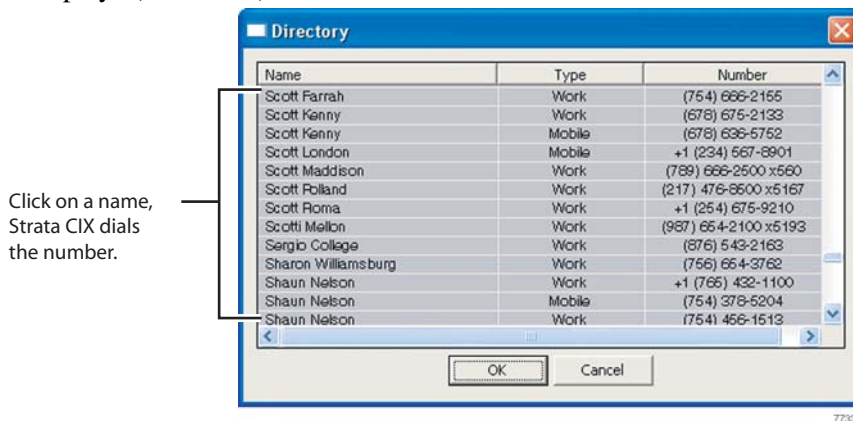 Directory
Name Type Number
Scott Farrah Work (754) 666-2155
Scott Kenny Work (678) 675-2133
Scott Kenny Mobile (678) 636-5752
Scott London Mobile +1 (234) 567-8901
Scott Maddison Work (789) 666-2500 x560
Scott Polland Work (217) 476-8500 x5167
Scott Roma Work +1 (254) 675-9210
Scotti Mellon Work (987) 654-2100 x5193
Sergio College Work (876) 543-2163
Sharon Williamsburg Work (756) 654-3762
Shaun Nelson Work +1 (765) 432-1100
Shaun Nelson Mobile (754) 378-5204
Shaun Nelson Work (754) 456-1513
Click on a name,
Strata CIX dials
the number.
OK Cancel